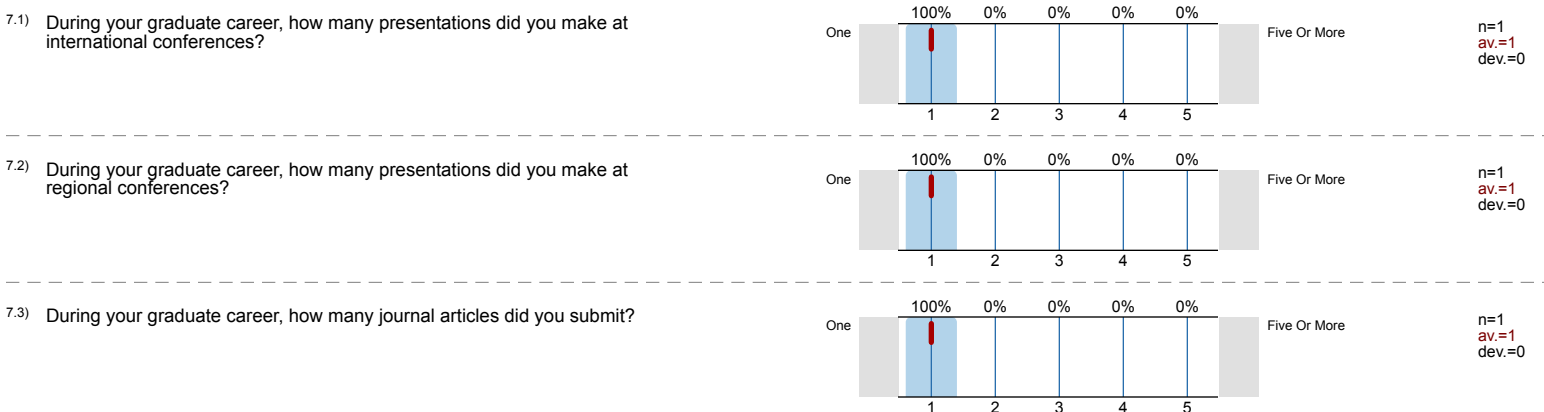 7.1) During your graduate career, how many presentations did you make at
international conferences?
100% 0% 0% 0% 0%
One
Five Or More
n=1
av.=1
dev.=0
1 2 3 4 5
7.2) During your graduate career, how many presentations did you make at
regional conferences?
100% 0% 0% 0% 0%
One
Five Or More
n=1
av.=1
dev.=0
1 2 3 4 5
7.3) During your graduate career, how many journal articles did you submit?
100% 0% 0% 0% 0%
One
Five Or More
n=1
av.=1
dev.=0
1 2 3 4 5